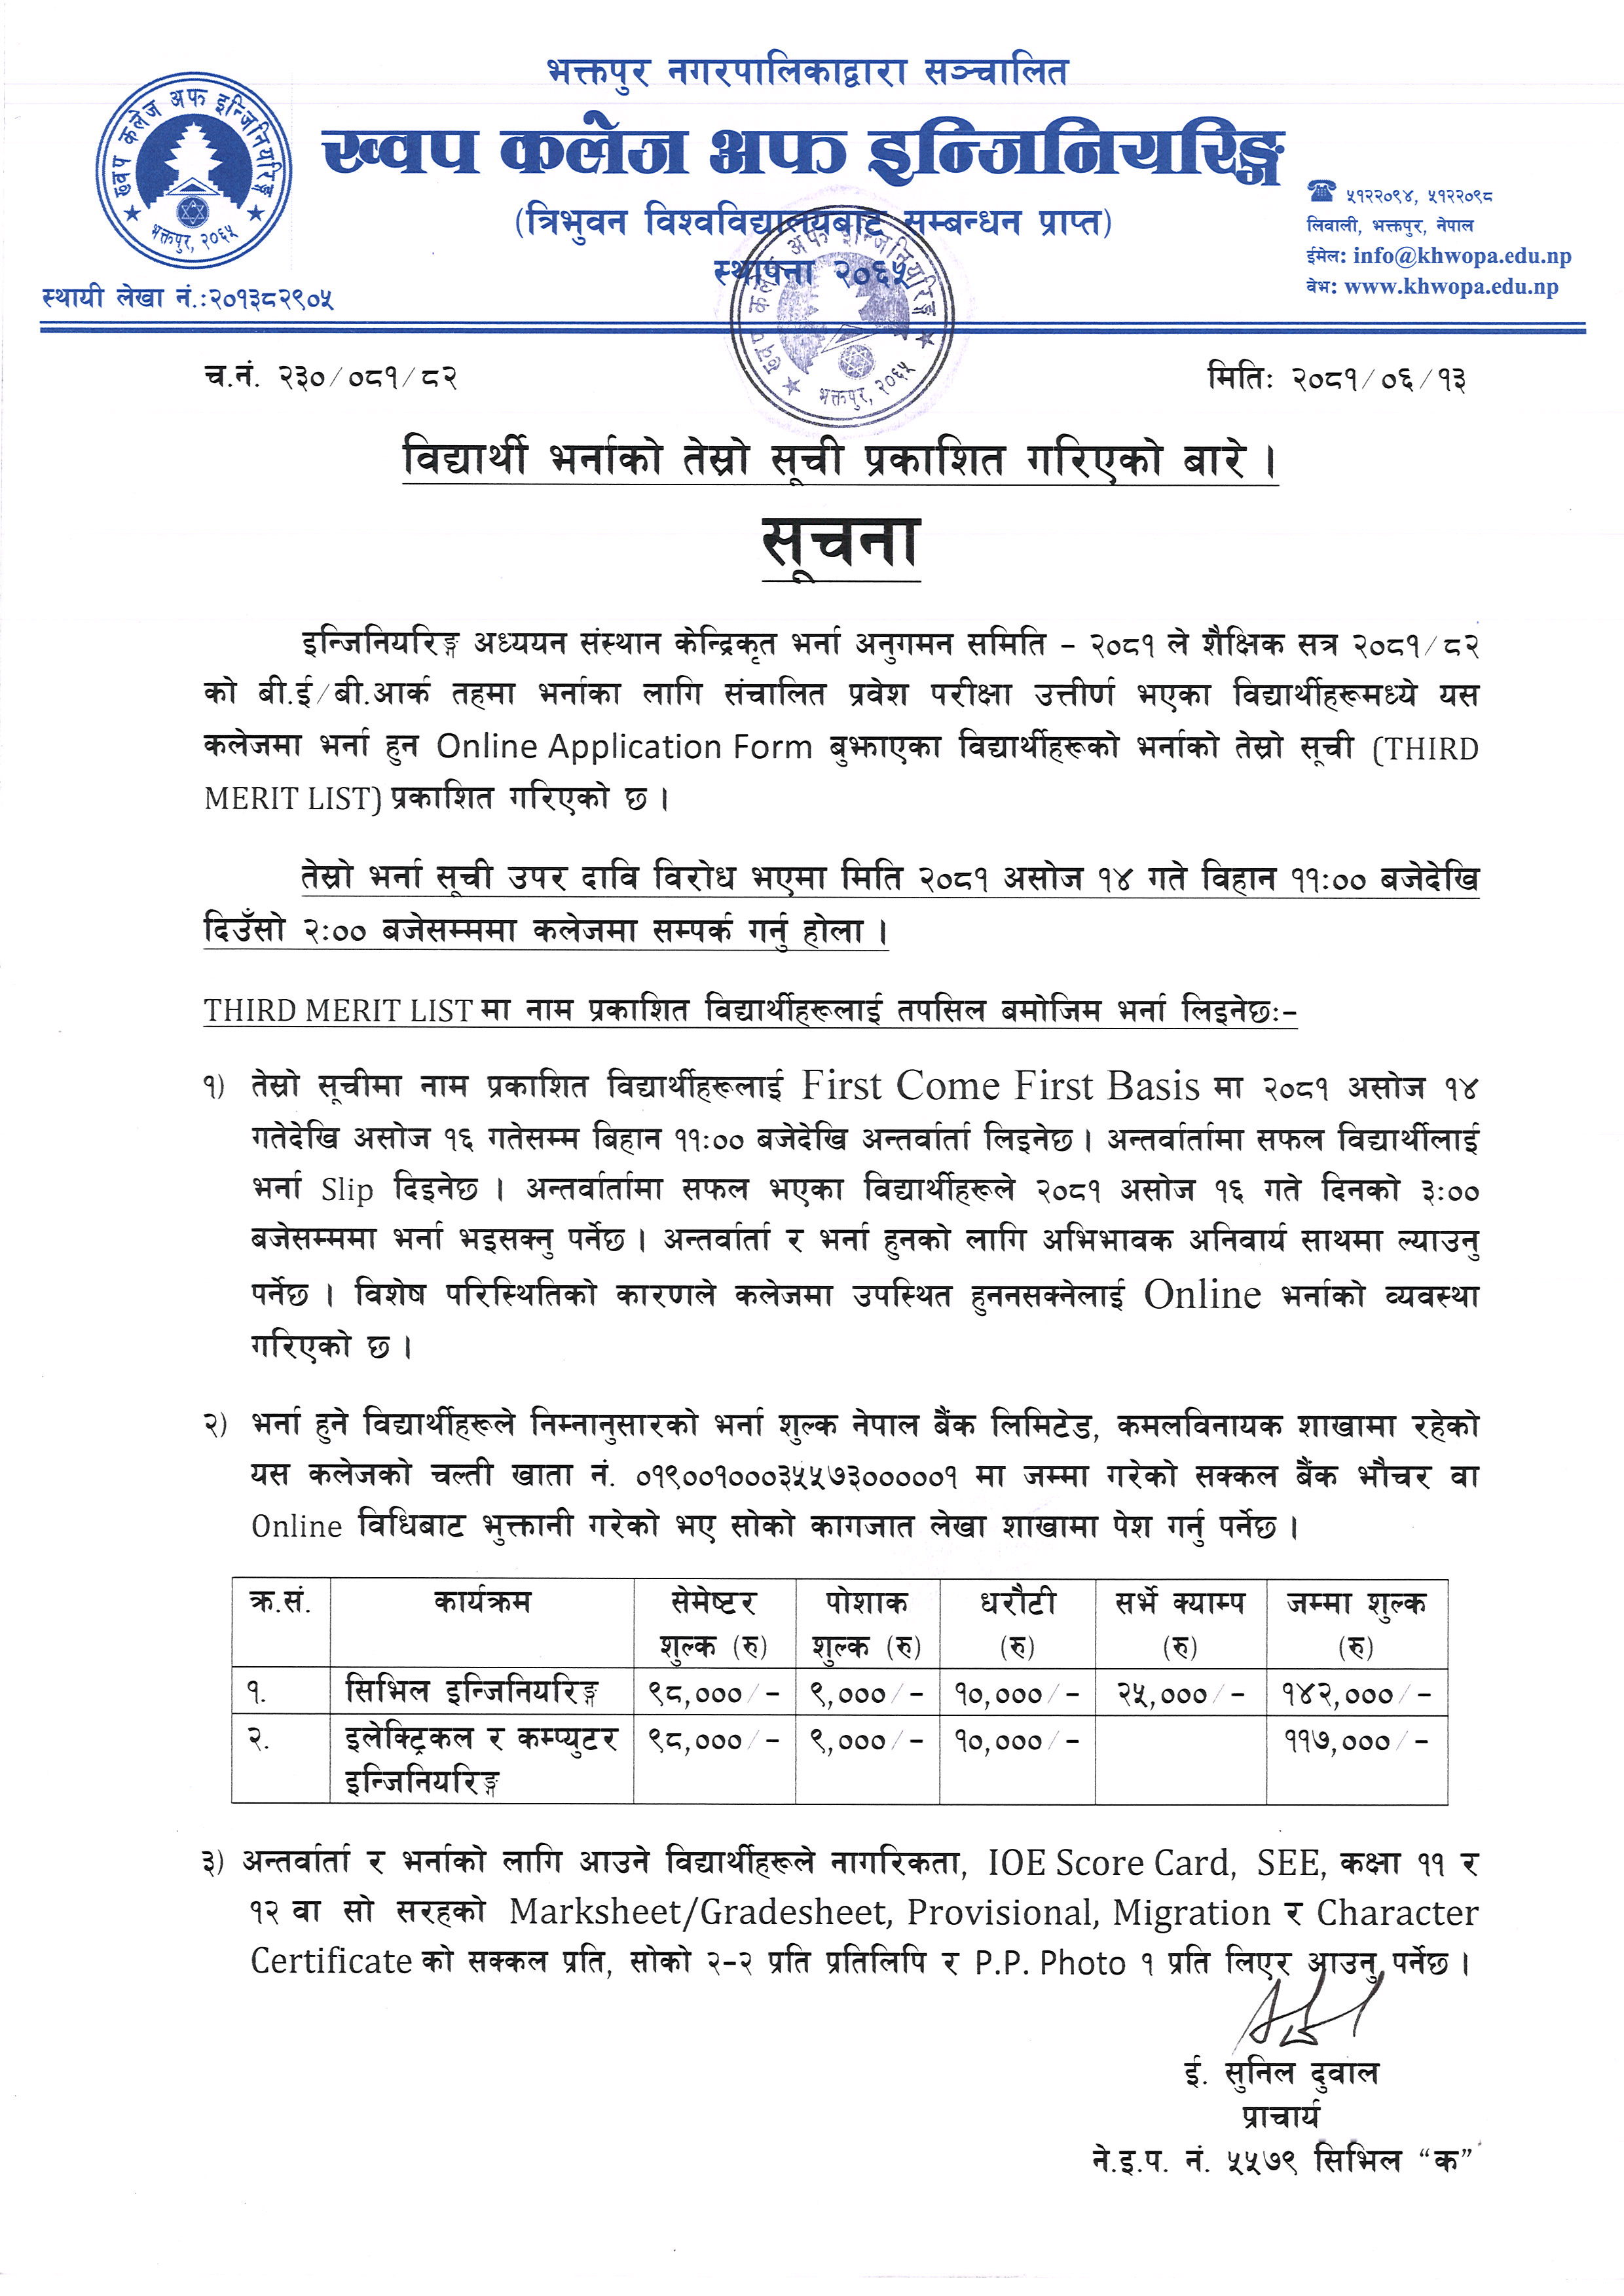 भक्तपुर नगरपालिकाद्वारा सञ्चालित
ख्वप कलेज अफ इन्जिनियरिङ्ग
(त्रिभुवन विश्वविद्यालयबाट सम्बन्धन प्राप्त)
स्थापना २०६५
ख्वप कलेज अफ इन्जिनियरिङ्ग
भक्तपुर, २०६५
☎ ५१२२०९४, ५१२२०९८
लिवाली, भक्तपुर, नेपाल
ईमेल: info@khwopa.edu.np
वेभ: www.khwopa.edu.np
स्थायी लेखा नं.:२०१३८२९०५
ख्वप कलेज अफ इन्जिनियरिङ्ग
भक्तपुर, २०६५
च.नं. २३०/०८१/८२ मितिः २०८१/०६/१३
विद्यार्थी भर्नाको तेस्रो सूची प्रकाशित गरिएको बारे ।
सूचना
इन्जिनियरिङ्ग अध्ययन संस्थान केन्द्रिकृत भर्ना अनुगमन समिति – २०८१ ले शैक्षिक सत्र २०८१/८२
को बी.ई/बी.आर्क तहमा भर्नाका लागि संचालित प्रवेश परीक्षा उत्तीर्ण भएका विद्यार्थीहरूमध्ये यस
कलेजमा भर्ना हुन Online Application Form बुझाएका विद्यार्थीहरूको भर्नाको तेस्रो सूची (THIRD
MERIT LIST) प्रकाशित गरिएको छ ।
तेस्रो भर्ना सूची उपर दावि विरोध भएमा मिति २०८१ असोज १४ गते विहान ११:०० बजेदेखि
दिउँसो २:०० बजेसम्ममा कलेजमा सम्पर्क गर्नु होला ।
THIRD MERIT LIST मा नाम प्रकाशित विद्यार्थीहरूलाई तपसिल बमोजिम भर्ना लिइनेछः–
१) तेस्रो सूचीमा नाम प्रकाशित विद्यार्थीहरूलाई First Come First Basis मा २०८१ असोज १४
गतेदेखि असोज १६ गतेसम्म बिहान ११:०० बजेदेखि अन्तर्वार्ता लिइनेछ । अन्तर्वार्तामा सफल विद्यार्थीलाई
भर्ना Slip दिइनेछ । अन्तर्वार्तामा सफल भएका विद्यार्थीहरूले २०८१ असोज १६ गते दिनको ३:००
बजेसम्ममा भर्ना भइसक्नु पर्नेछ । अन्तर्वार्ता र भर्ना हुनको लागि अभिभावक अनिवार्य साथमा ल्याउनु
पर्नेछ । विशेष परिस्थितिको कारणले कलेजमा उपस्थित हुननसक्नेलाई Online भर्नाको व्यवस्था
गरिएको छ ।
२) भर्ना हुने विद्यार्थीहरूले निम्नानुसारको भर्ना शुल्क नेपाल बैंक लिमिटेड, कमलविनायक शाखामा रहेको
यस कलेजको चल्ती खाता नं. ०१९००१०००३५५७३०००००१ मा जम्मा गरेको सक्कल बैंक भौचर वा
Online विधिबाट भुक्तानी गरेको भए सोको कागजात लेखा शाखामा पेश गर्नु पर्नेछ ।
क्र.सं. कार्यक्रम सेमेष्टर शुल्क (रु) पोशाक शुल्क (रु) धरौटी (रु) सर्भे क्याम्प (रु) जम्मा शुल्क (रु)
१. सिभिल इन्जिनियरिङ्ग ९८,०००/– ९,०००/– १०,०००/– २५,०००/– १४२,०००/–
२. इलेक्ट्रिकल र कम्प्युटर इन्जिनियरिङ्ग ९८,०००/– ९,०००/– १०,०००/– ११७,०००/–
३) अन्तर्वार्ता र भर्नाको लागि आउने विद्यार्थीहरूले नागरिकता, IOE Score Card, SEE, कक्षा ११ र
१२ वा सो सरहको Marksheet/Gradesheet, Provisional, Migration र Character
Certificate को सक्कल प्रति, सोको २–२ प्रति प्रतिलिपि र P.P. Photo १ प्रति लिएर आउनु पर्नेछ ।
ई. सुनिल दुवाल
प्राचार्य
ने.इ.प. नं. ५५७९ सिभिल “क”